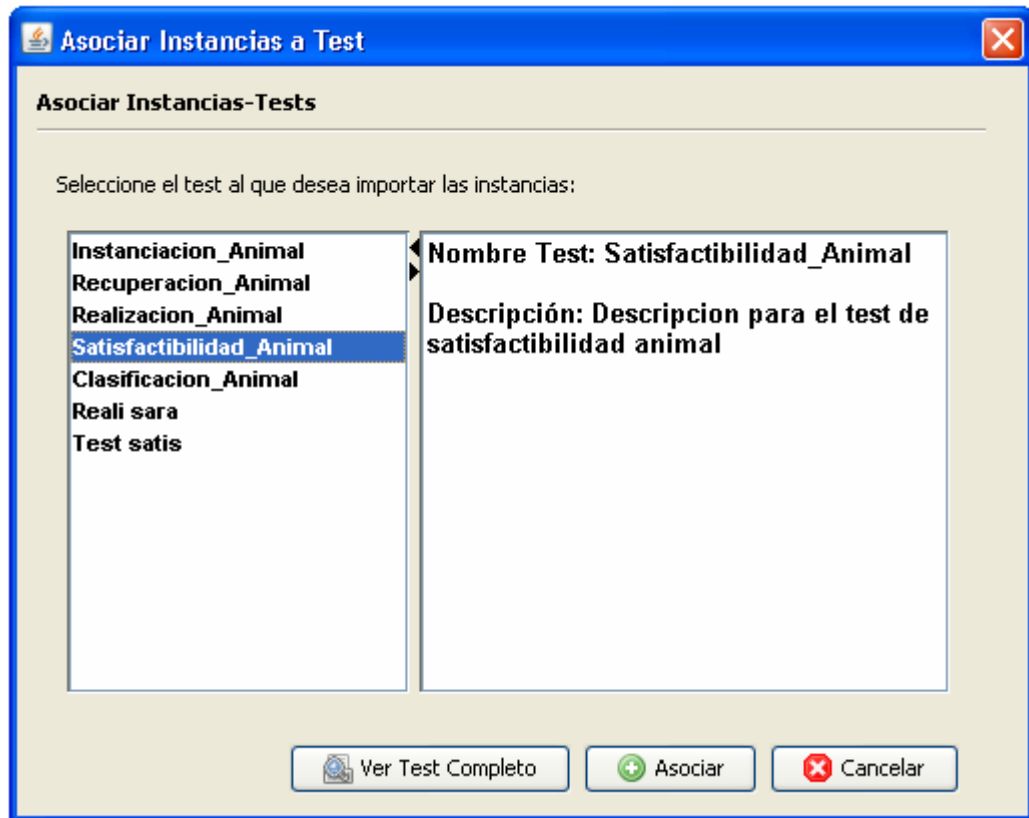 Asociar Instancias a Test
Asociar Instancias-Tests
Seleccione el test al que desea importar las instancias:
Instanciacion_Animal
Recuperacion_Animal
Realizacion_Animal
Satisfactibilidad_Animal
Clasificacion_Animal
Reali sara
Test satis
Nombre Test: Satisfactibilidad_Animal
Descripción: Descripcion para el test de
satisfactibilidad animal
Ver Test Completo
Asociar
Cancelar